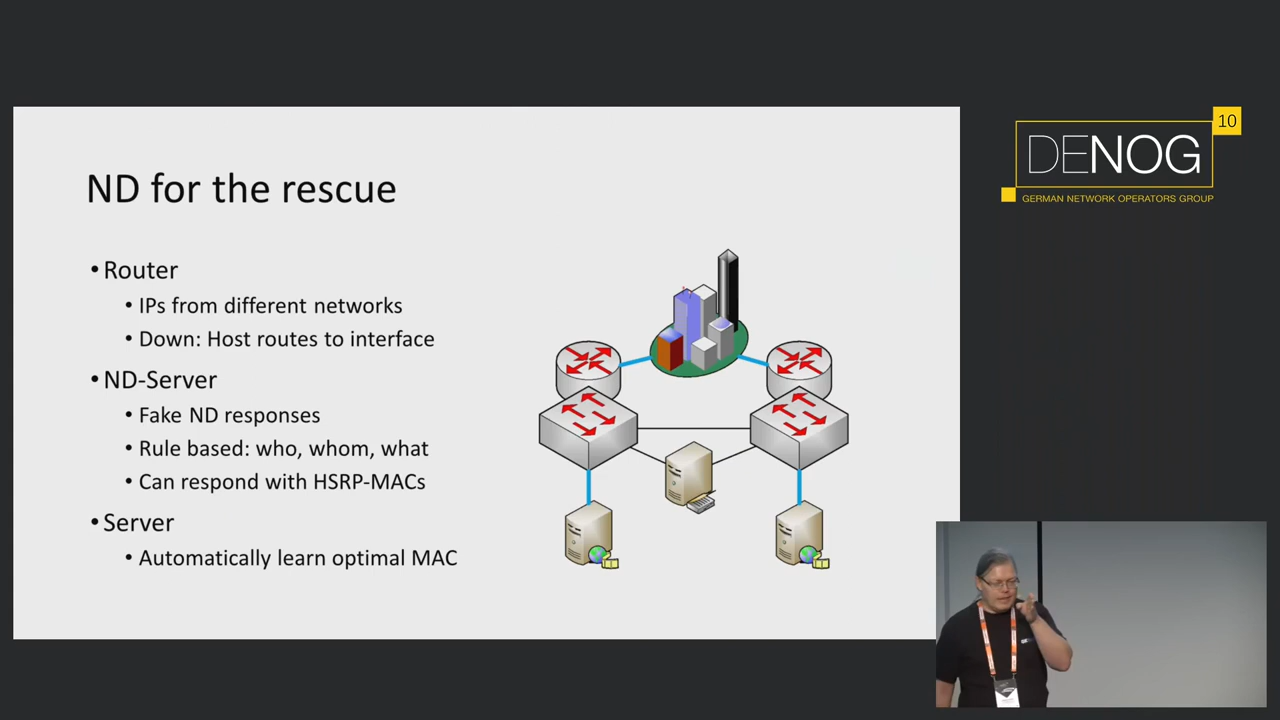 ND for the rescue
•Router
• IPs from different networks
• Down: Host routes to interface
•ND-Server
• Fake ND responses
• Rule based: who, whom, what
• Can respond with HSRP-MACs
•Server
• Automatically learn optimal MAC
10
DENOG
GERMAN NETWORK OPERATORS GROUP